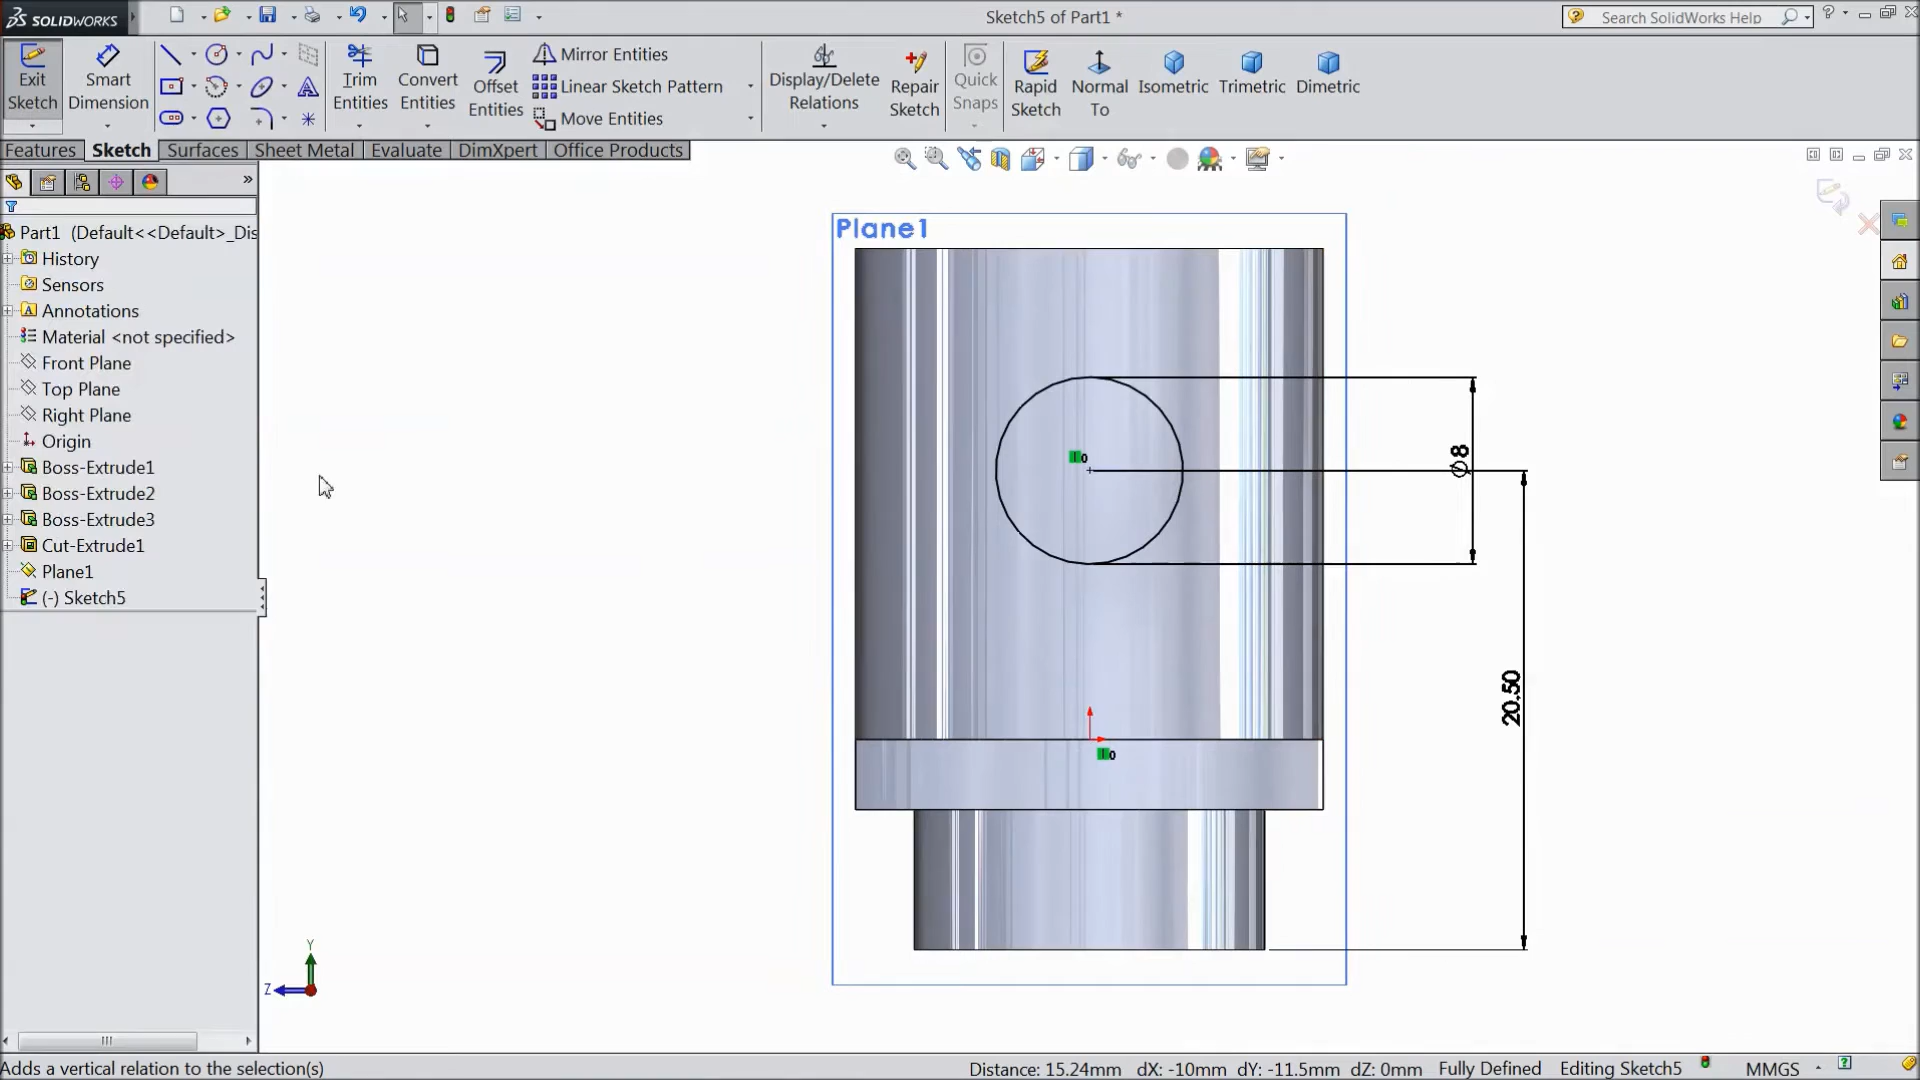 SOLIDWORKS
Sketch5 of Part1 *
Search SolidWorks Help
Exit Sketch
Smart Dimension
Trim Entities
Convert Entities
Offset Entities
Mirror Entities
Linear Sketch Pattern
Move Entities
Display/Delete Relations
Repair Sketch
Quick Snaps
Rapid Sketch
Normal To
Isometric
Trimetric
Dimetric
Features
Sketch
Surfaces
Sheet Metal
Evaluate
DimXpert
Office Products
Part1 (Default<<Default>_Dis
History
Sensors
Annotations
Material <not specified>
Front Plane
Top Plane
Right Plane
Origin
Boss-Extrude1
Boss-Extrude2
Boss-Extrude3
Cut-Extrude1
Plane1
(-) Sketch5
Plane1
0
⌀8
20.50
0
Y
Z
Adds a vertical relation to the selection(s)
Distance: 15.24mm dX: -10mm dY: -11.5mm dZ: 0mm Fully Defined Editing Sketch5 MMGS